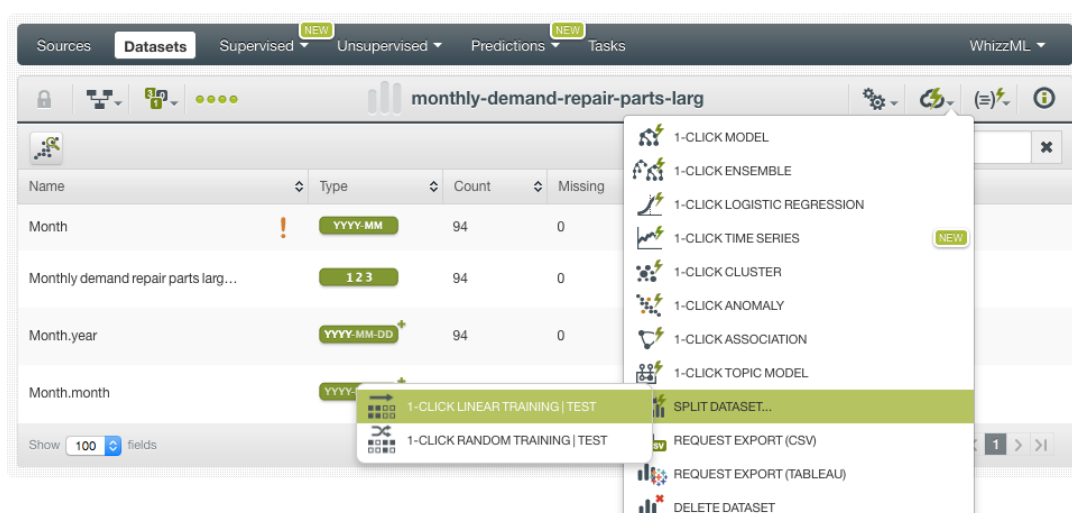 NEW NEW
Sources Datasets Supervised Unsupervised Predictions Tasks WhizzML
monthly-demand-repair-parts-larg
Name Type Count Missing
Month YYYY-MM 94 0
Monthly demand repair parts larg... 1 2 3 94 0
Month.year YYYY-MM-DD 94 0
Month.month YYYY-
Show 100 fields 1
1-CLICK MODEL
1-CLICK ENSEMBLE
1-CLICK LOGISTIC REGRESSION
1-CLICK TIME SERIES NEW
1-CLICK CLUSTER
1-CLICK ANOMALY
1-CLICK ASSOCIATION
1-CLICK TOPIC MODEL
SPLIT DATASET...
REQUEST EXPORT (CSV)
REQUEST EXPORT (TABLEAU)
DELETE DATASET
1-CLICK LINEAR TRAINING | TEST
1-CLICK RANDOM TRAINING | TEST